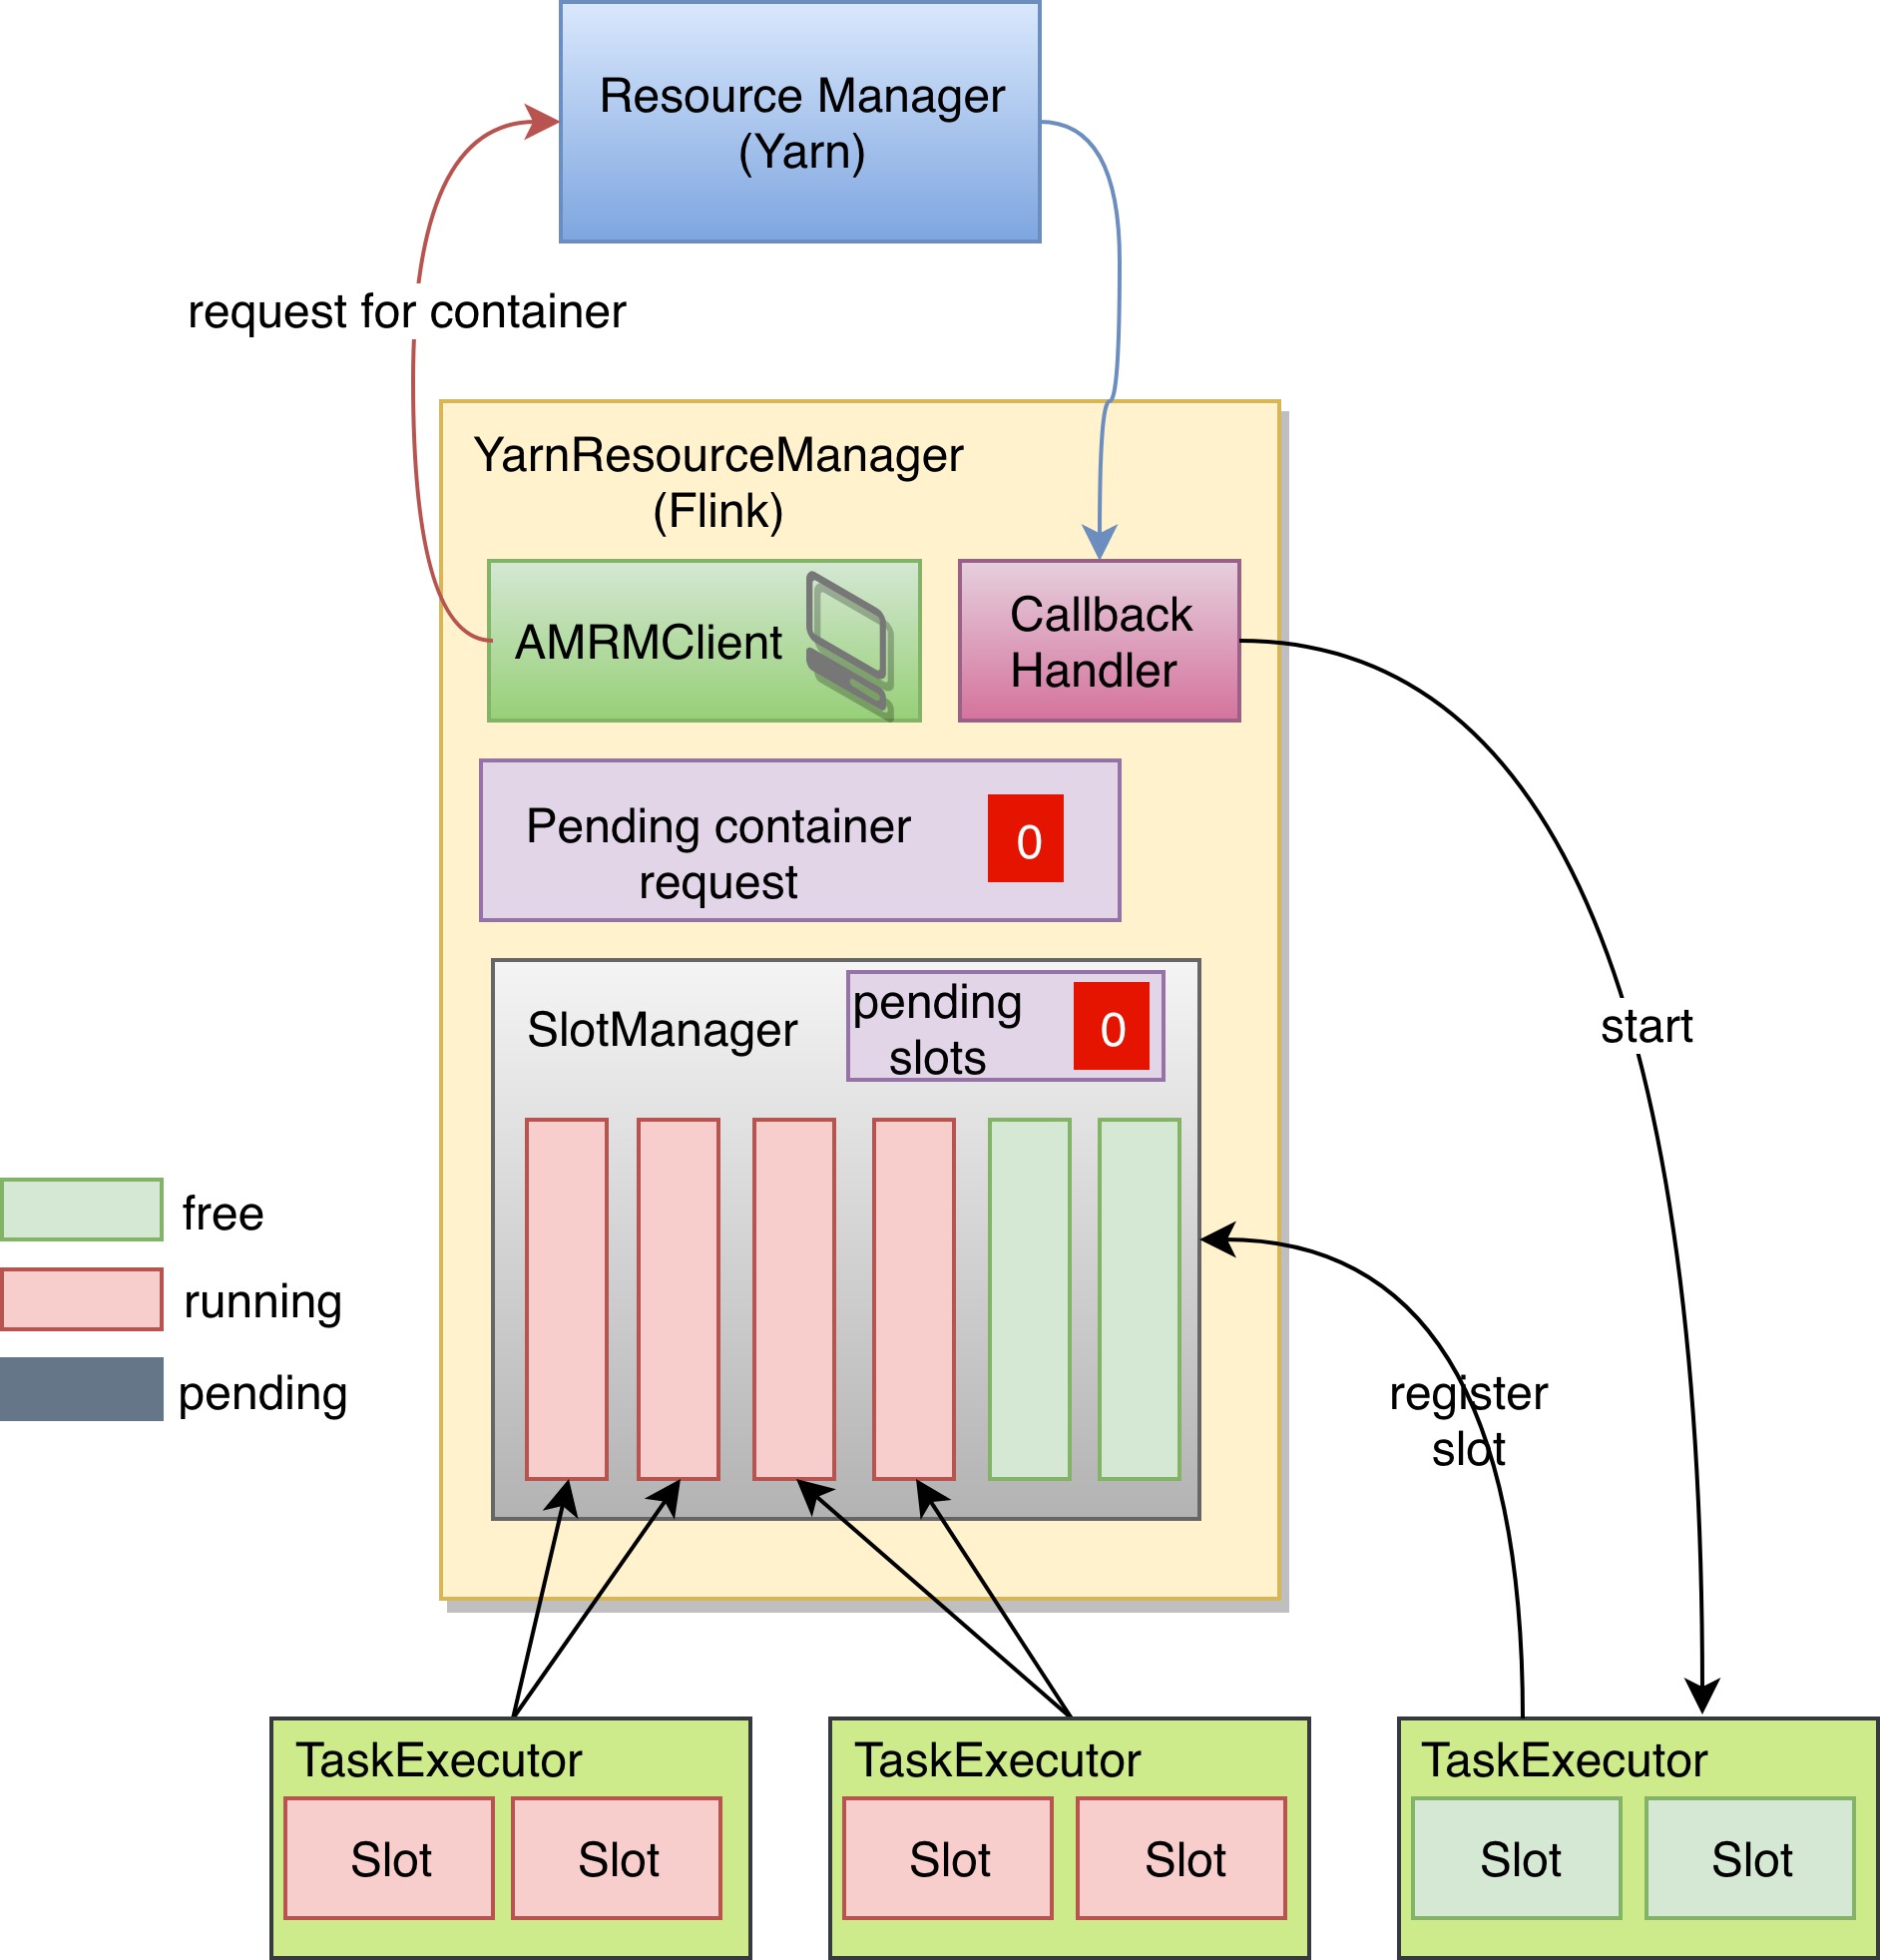 Resource Manager
(Yarn)
request for container
YarnResourceManager
(Flink)
AMRMClient
Callback
Handler
Pending container
request
0
SlotManager
pending
slots
0
start
free
running
pending
register
slot
TaskExecutor
Slot
Slot
TaskExecutor
Slot
Slot
TaskExecutor
Slot
Slot